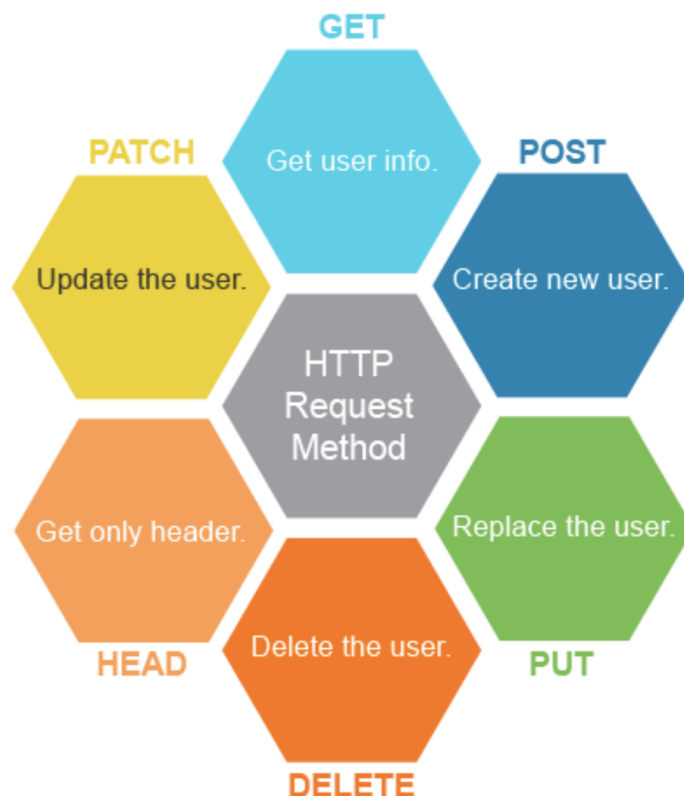 GET
Get user info.
PATCH
Update the user.
POST
Create new user.
HTTP
Request
Method
Get only header.
HEAD
Replace the user.
PUT
Delete the user.
DELETE